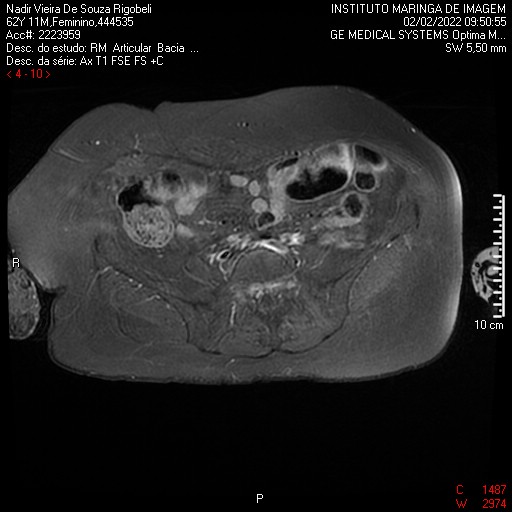 Nadir Vieira De Souza Rigobeli
62Y 11M,Feminino,444535
Acc#: 2223959
Desc. do estudo: RM Articular Bacia ...
Desc. da série: Ax T1 FSE FS +C
< 4 - 10 >
INSTITUTO MARINGA DE IMAGEM
02/02/2022 09:50:55
GE MEDICAL SYSTEMS Optima M...
SW 5,50 mm
R
10 cm
P
C 1487
W 2974